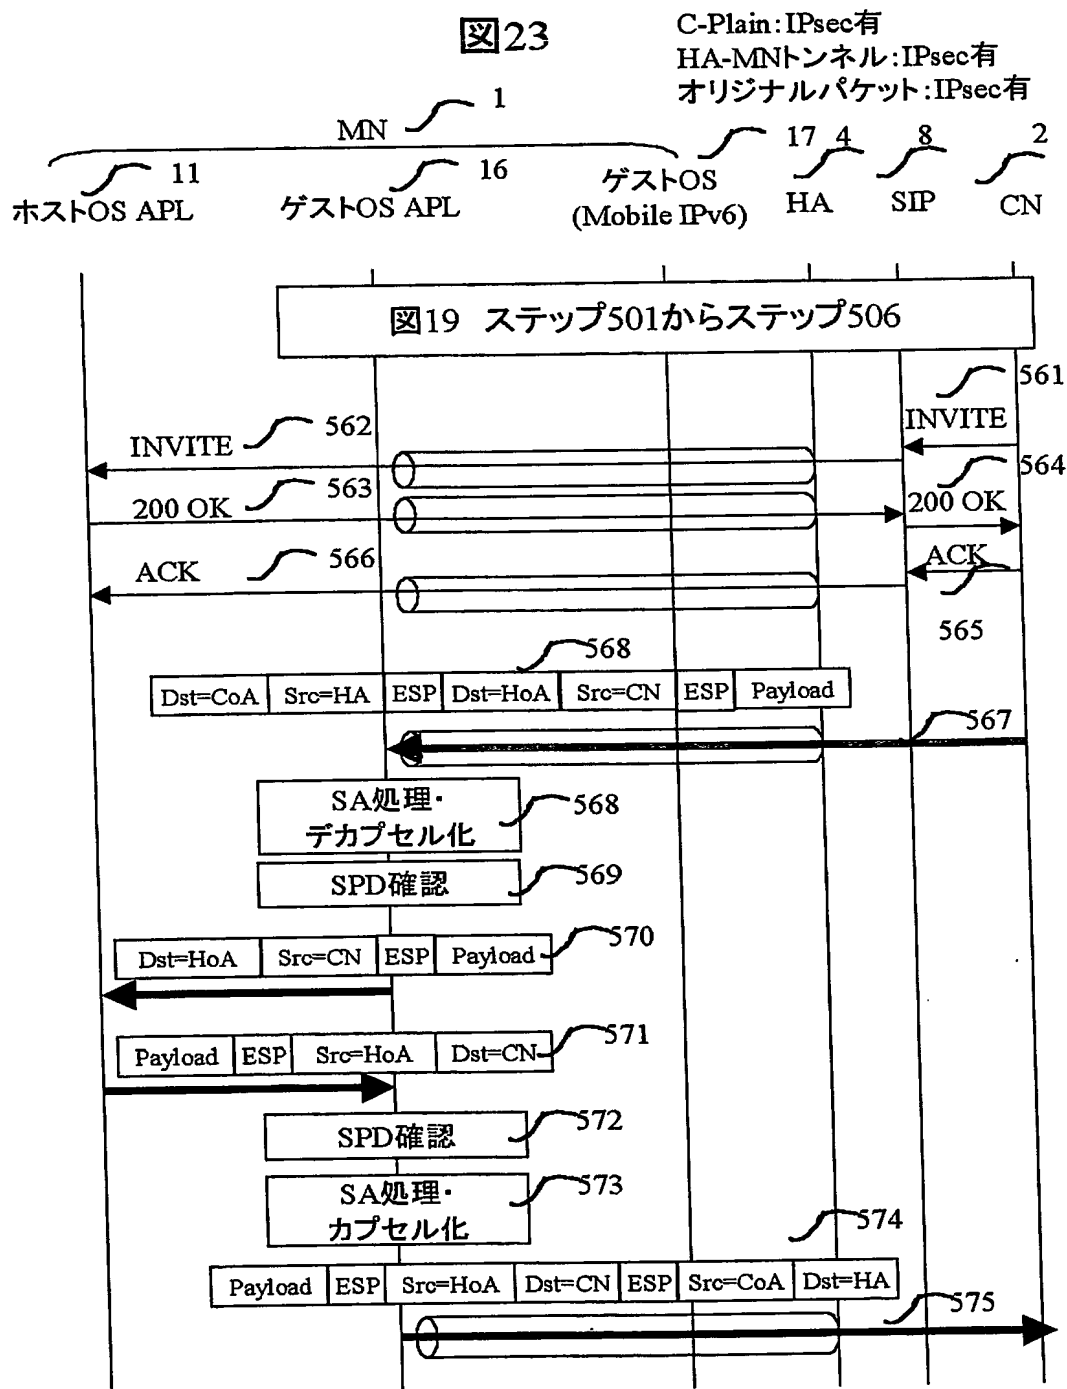 図23
C-Plain:IPsec有
HA-MNトンネル:IPsec有
オリジナルパケット:IPsec有
MN 1
ホストOS APL 11
ゲストOS APL 16
ゲストOS (Mobile IPv6) 17
HA 4
SIP 8
CN 2
図19 ステップ501からステップ506
561
INVITE
INVITE 562
564
200 OK 563
200 OK
ACK 566
ACK
565
568
Dst=CoA Src=HA ESP Dst=HoA Src=CN ESP Payload
567
SA処理・
デカプセル化
568
SPD確認 569
Dst=HoA Src=CN ESP Payload 570
Payload ESP Src=HoA Dst=CN 571
SPD確認 572
SA処理・
カプセル化
573
574
Payload ESP Src=HoA Dst=CN ESP Src=CoA Dst=HA
575